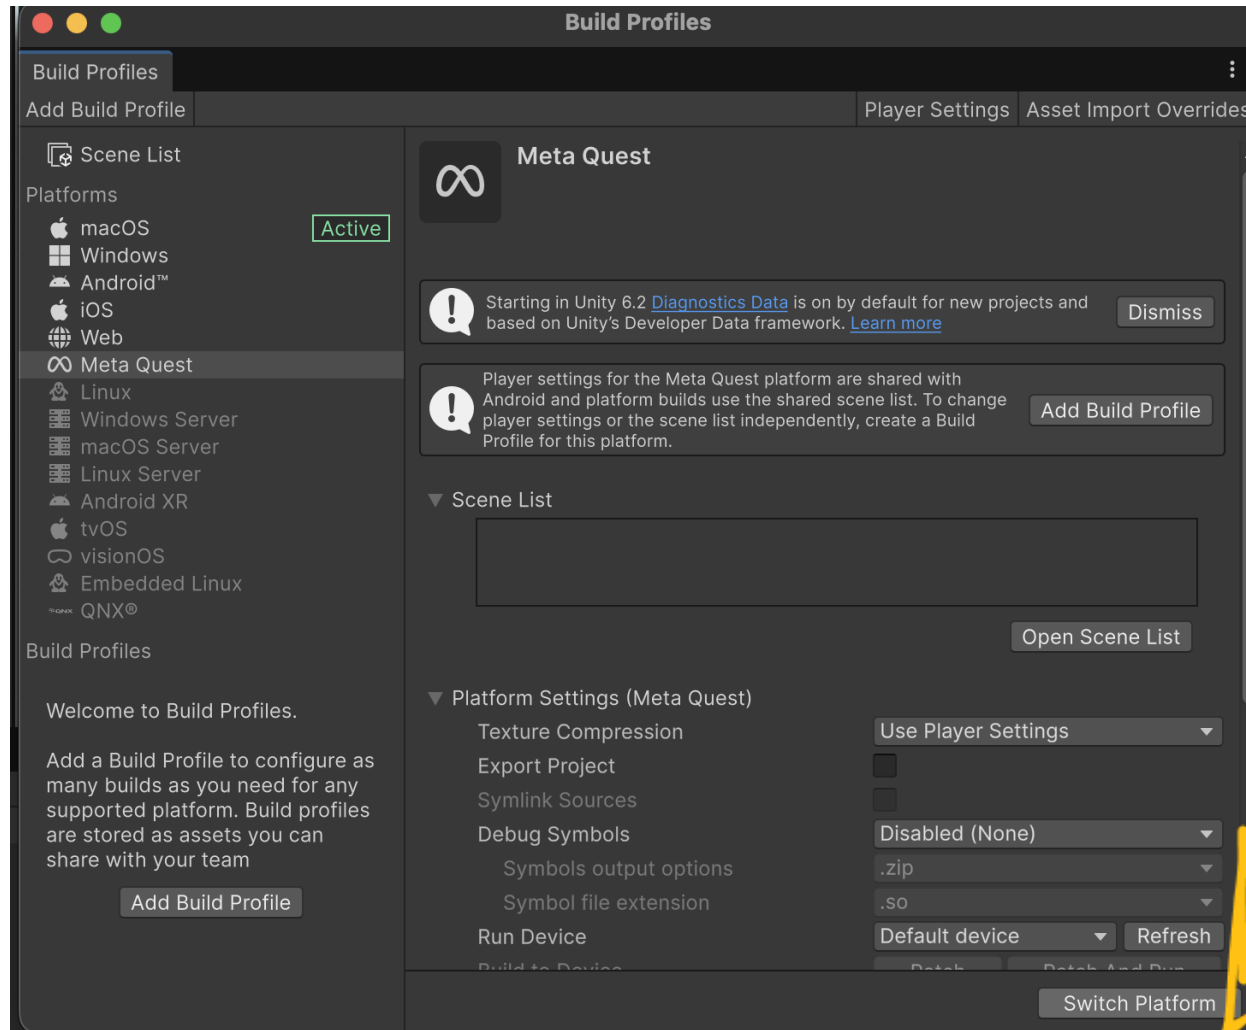 Build Profiles
Build Profiles
Add Build Profile
Player Settings
Asset Import Overrides
Scene List
Platforms
macOS
Active
Windows
Android™
iOS
Web
Meta Quest
Linux
Windows Server
macOS Server
Linux Server
Android XR
tvOS
visionOS
Embedded Linux
QNX
QNX®
Build Profiles
Welcome to Build Profiles.
Add a Build Profile to configure as
many builds as you need for any
supported platform. Build profiles
are stored as assets you can
share with your team
Add Build Profile
Meta Quest
Starting in Unity 6.2 Diagnostics Data is on by default for new projects and
based on Unity's Developer Data framework. Learn more
Dismiss
Player settings for the Meta Quest platform are shared with
Android and platform builds use the shared scene list. To change
player settings or the scene list independently, create a Build
Profile for this platform.
Add Build Profile
Scene List
Open Scene List
Platform Settings (Meta Quest)
Texture Compression
Use Player Settings
Export Project
Symlink Sources
Debug Symbols
Disabled (None)
Symbols output options
.zip
Symbol file extension
.so
Run Device
Default device
Refresh
Build to Device
Patch
Patch And Run
Switch Platform